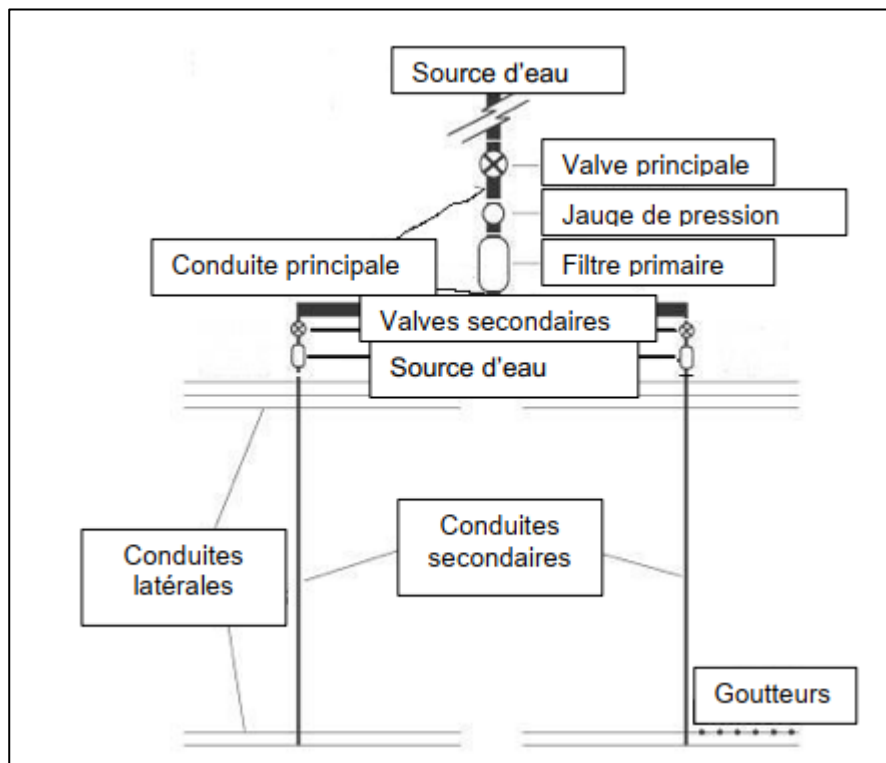 Source d'eau
Valve principale
Jauge de pression
Conduite principale
Filtre primaire
Valves secondaires
Source d'eau
Conduites
latérales
Conduites
secondaires
Goutteurs